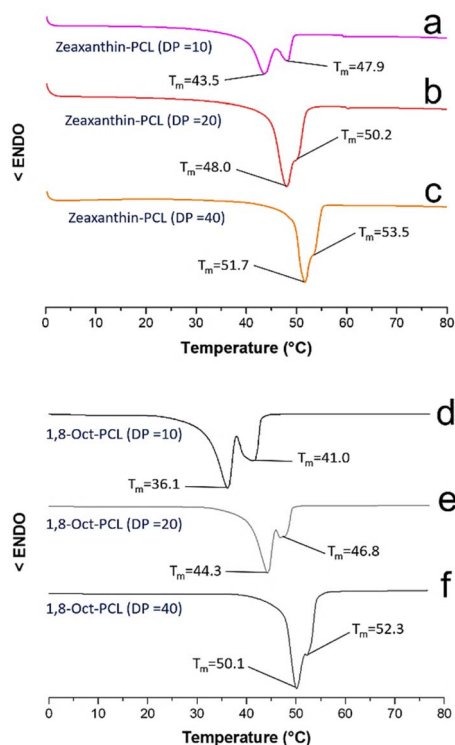 a
Zeaxanthin-PCL (DP =10)
Tm=43.5
Tm=47.9
b
Zeaxanthin-PCL (DP =20)
Tm=50.2
Tm=48.0
c
Zeaxanthin-PCL (DP =40)
Tm=53.5
Tm=51.7
< ENDO
0 10 20 30 40 50 60 70 80
Temperature (°C)
d
1,8-Oct-PCL (DP =10)
Tm=41.0
Tm=36.1
e
1,8-Oct-PCL (DP =20)
Tm=46.8
Tm=44.3
f
1,8-Oct-PCL (DP =40)
Tm=52.3
Tm=50.1
< ENDO
0 10 20 30 40 50 60 70 80
Temperature (°C)